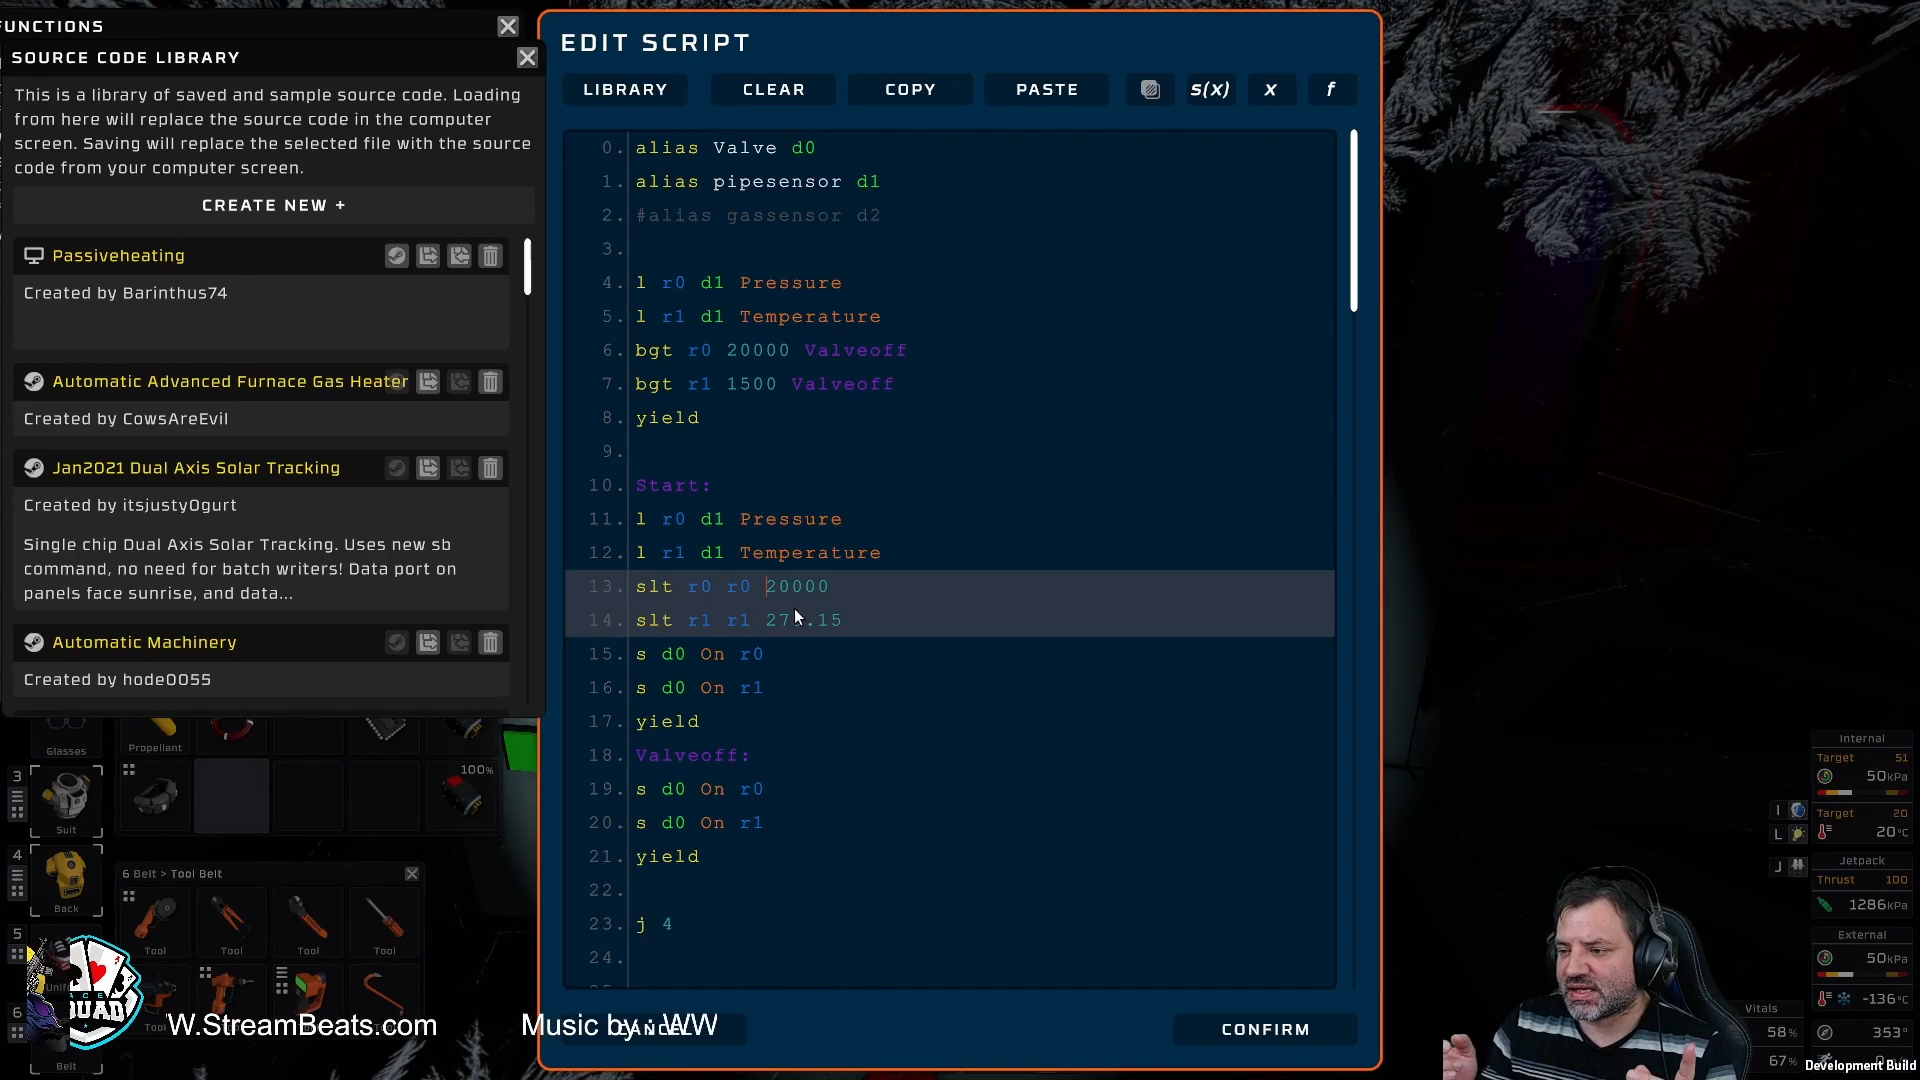 FUNCTIONS
SOURCE CODE LIBRARY
This is a library of saved and sample source code. Loading
from here will replace the source code in the computer
screen. Saving will replace the selected file with the source
code from your computer screen.
CREATE NEW +
Passiveheating
Created by Barinthus74
Automatic Advanced Furnace Gas Heater
Created by CowsAreEvil
Jan2021 Dual Axis Solar Tracking
Created by itsjustyOgurt
Single chip Dual Axis Solar Tracking. Uses new sb
command, no need for batch writers! Data port on
panels face sunrise, and data...
Automatic Machinery
Created by hode0055
EDIT SCRIPT
LIBRARY CLEAR COPY PASTE s(x) x f
0. alias Valve d0
1. alias pipesensor d1
2. #alias gassensor d2
3.
4. l r0 d1 Pressure
5. l r1 d1 Temperature
6. bgt r0 20000 Valveoff
7. bgt r1 1500 Valveoff
8. yield
9.
10. Start:
11. l r0 d1 Pressure
12. l r1 d1 Temperature
13. slt r0 r0 20000
14. slt r1 r1
15. s d0 On r0
16. s d0 On r1
17. yield
18. Valveoff:
19. s d0 On r0
20. s d0 On r1
21. yield
22.
23. j 4
24.
CONFIRM
Glasses
Propellant
100%
3
Suit
4
Back
5
6
Belt
6 Belt > Tool Belt
Tool Tool Tool Tool
SQUAD
W.StreamBeats.com
Music by : WW
Internal
Target 51
50kPa
Target 20
20°C
I
L
J
Jetpack
Thrust 100
1286kPa
External
50kPa
-136°C
353°
Vitals
58%
67%
Development Build